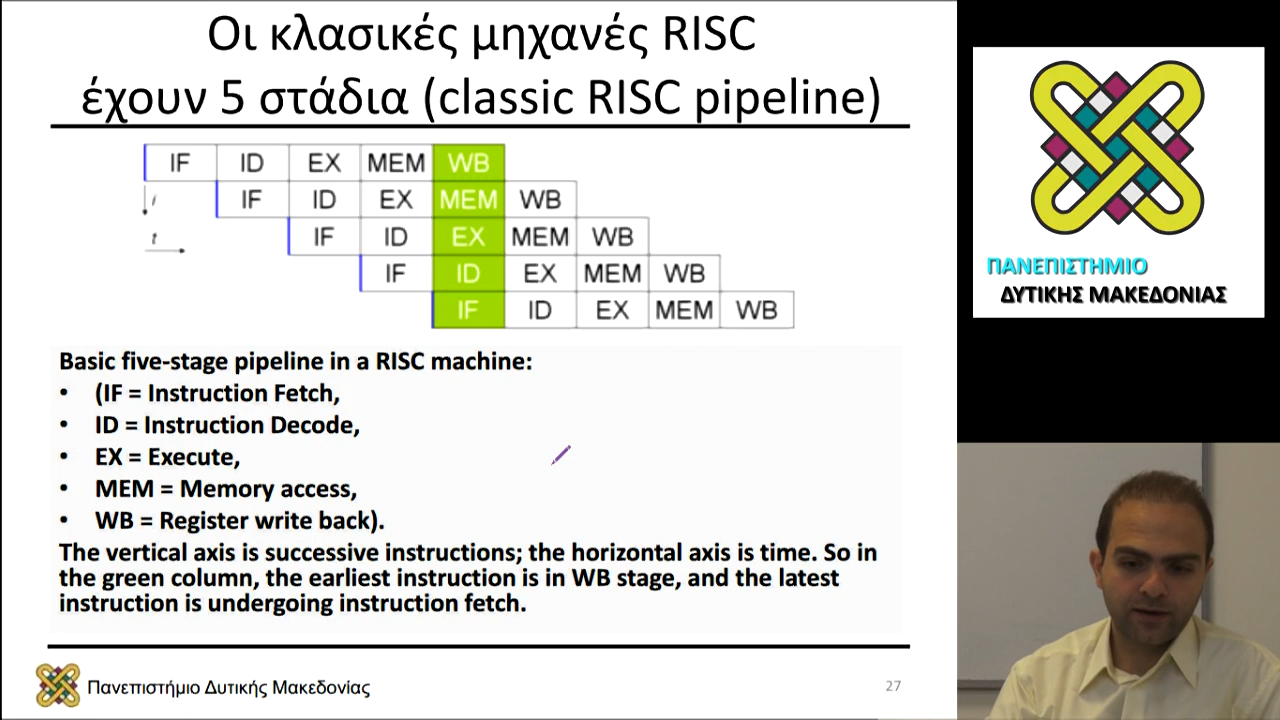 Οι κλασικές μηχανές RISC
έχουν 5 στάδια (classic RISC pipeline)
IF ID EX MEM WB
i IF ID EX MEM WB
t IF ID EX MEM WB
IF ID EX MEM WB
IF ID EX MEM WB
Basic five-stage pipeline in a RISC machine:
• (IF = Instruction Fetch,
• ID = Instruction Decode,
• EX = Execute,
• MEM = Memory access,
• WB = Register write back).
The vertical axis is successive instructions; the horizontal axis is time. So in
the green column, the earliest instruction is in WB stage, and the latest
instruction is undergoing instruction fetch.
Πανεπιστήμιο Δυτικής Μακεδονίας
27
ΠΑΝΕΠΙΣΤΗΜΙΟ
ΔΥΤΙΚΗΣ ΜΑΚΕΔΟΝΙΑΣ